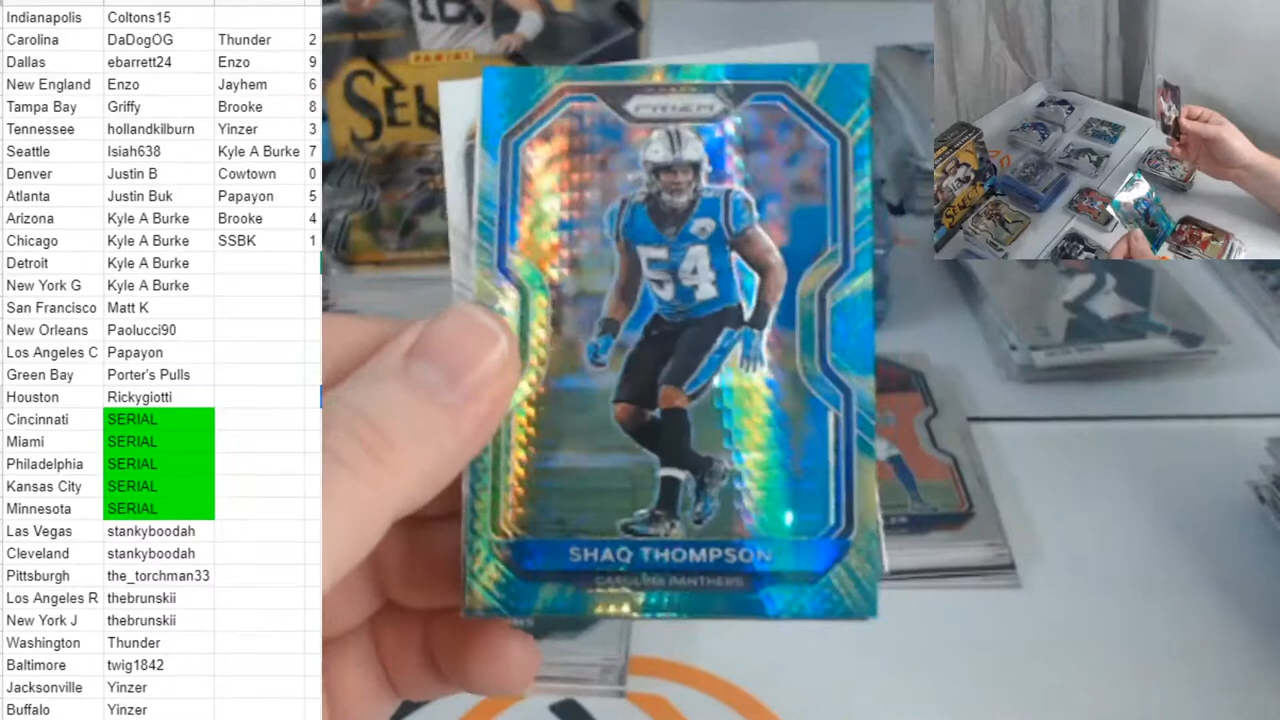 Indianapolis Coltons15
Carolina DaDogOG Thunder 2
Dallas ebarrett24 Enzo 9
New England Enzo Jayhem 6
Tampa Bay Griffy Brooke 8
Tennessee hollandkilburn Yinzer 3
Seattle Isiah638 Kyle A Burke 7
Denver Justin B Cowtown 0
Atlanta Justin Buk Papayon 5
Arizona Kyle A Burke Brooke 4
Chicago Kyle A Burke SSBK 1
Detroit Kyle A Burke
New York G Kyle A Burke
San Francisco Matt K
New Orleans Paolucci90
Los Angeles C Papayon
Green Bay Porter's Pulls
Houston Rickygiotti
Cincinnati SERIAL
Miami SERIAL
Philadelphia SERIAL
Kansas City SERIAL
Minnesota SERIAL
Las Vegas stankyboodah
Cleveland stankyboodah
Pittsburgh the_torchman33
Los Angeles R thebrunskii
New York J thebrunskii
Washington Thunder
Baltimore twig1842
Jacksonville Yinzer
Buffalo Yinzer
PANINI
SEL
PRIZM
54
SHAQ THOMPSON
CAROLINA PANTHERS
SELECT